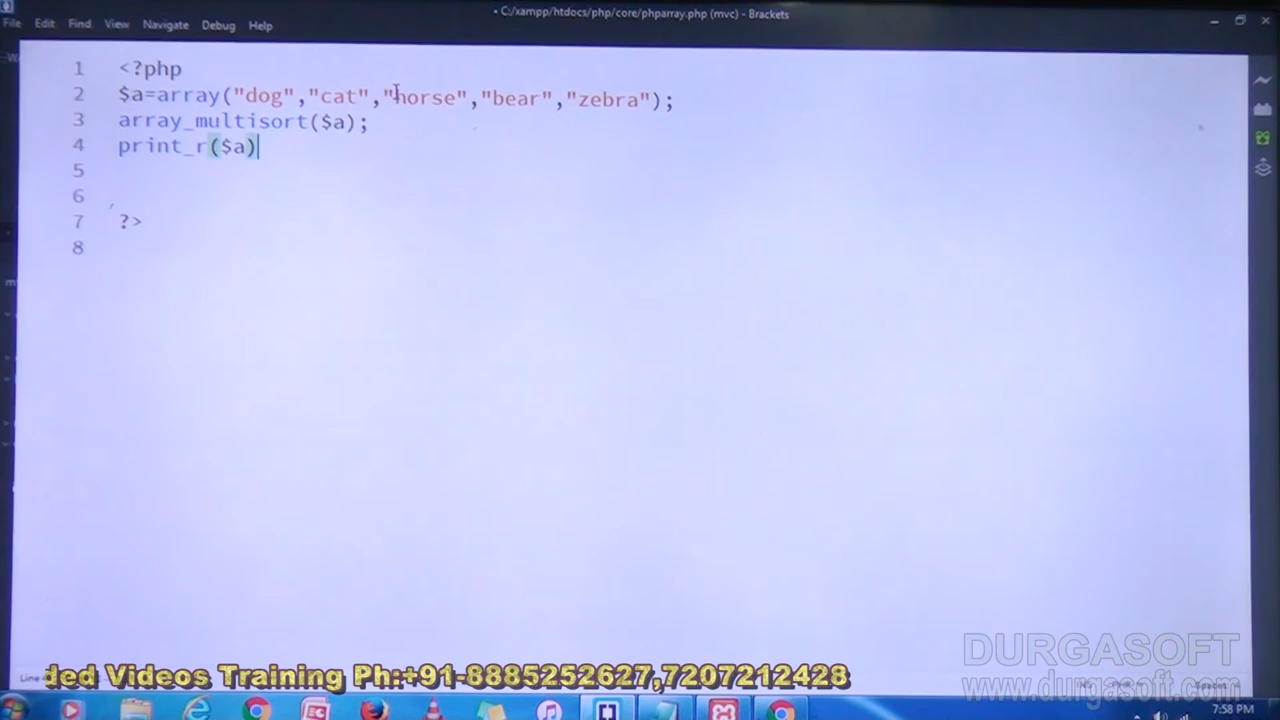 • C:/xampp/htdocs/php/core/phparray.php (mvc) - Brackets
File Edit Find View Navigate Debug Help
1 <?php
2 $a=array("dog","cat","horse","bear","zebra");
3 array_multisort($a);
4 print_r($a)
5
6
7 ?>
8
ded Videos Training Ph:+91-8885252627,7207212428
DURGASOFT
www.durgasoft.com
Line
7:58 PM